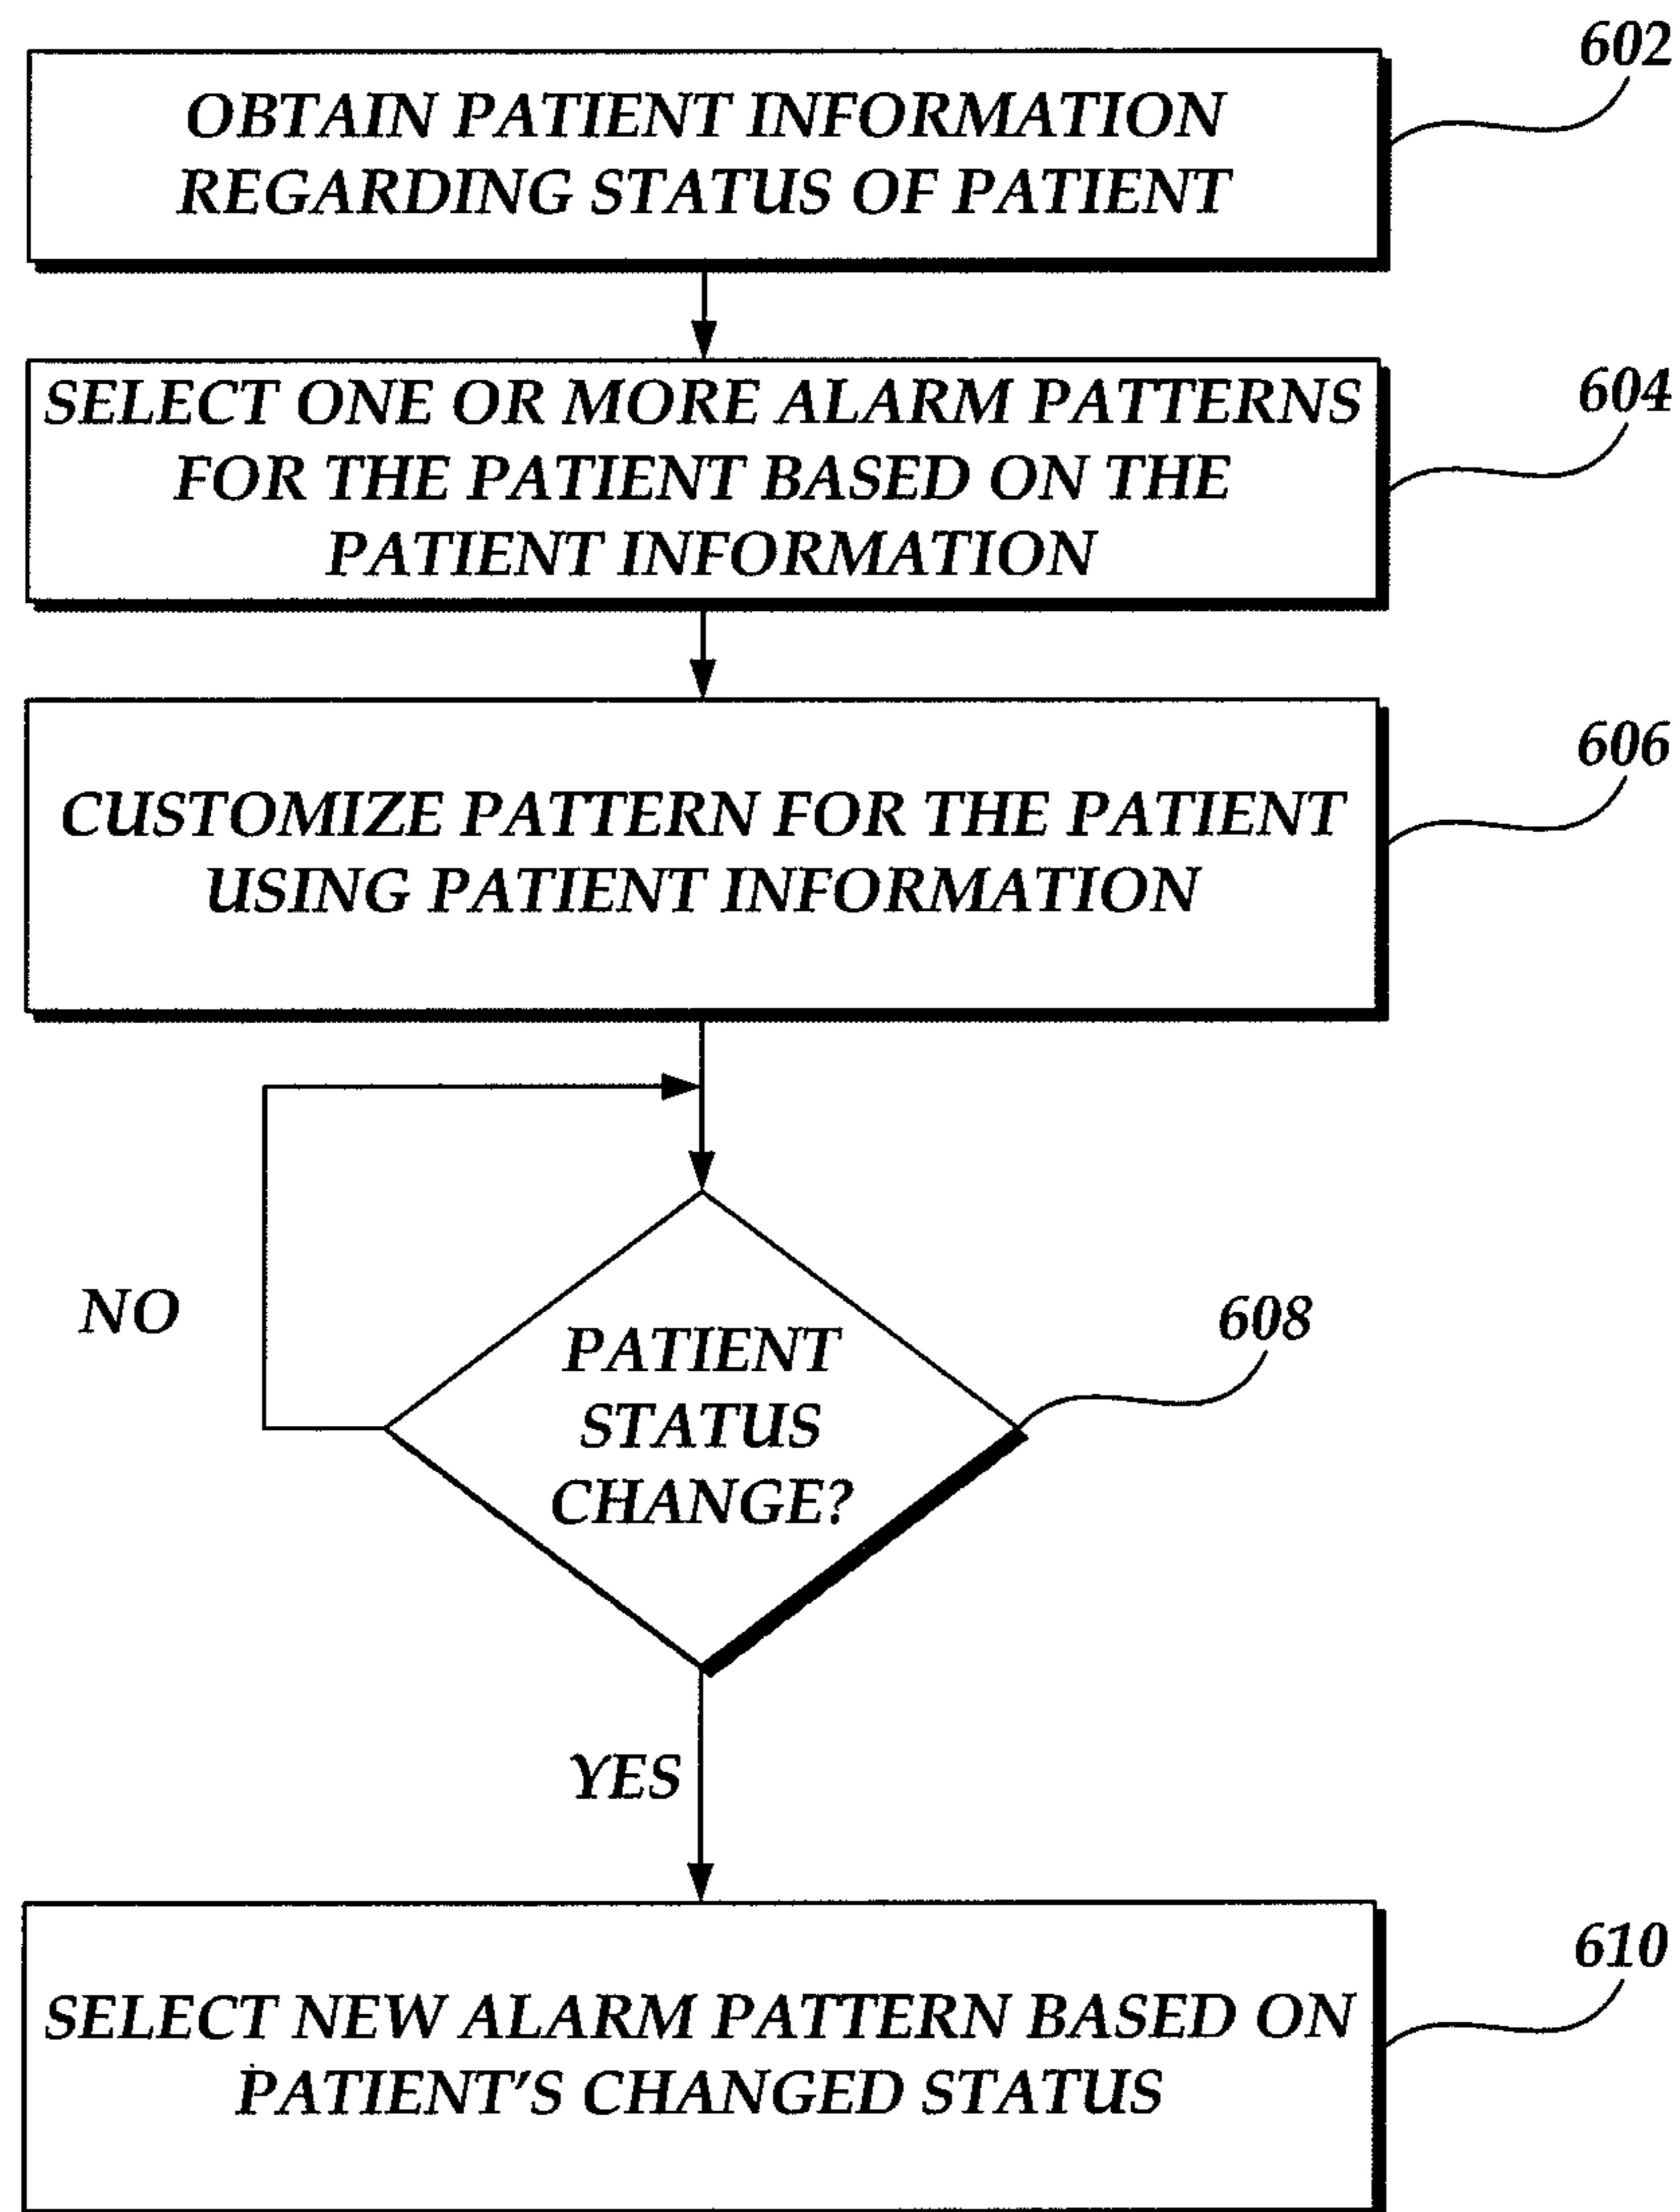 602
OBTAIN PATIENT INFORMATION
REGARDING STATUS OF PATIENT
604
SELECT ONE OR MORE ALARM PATTERNS
FOR THE PATIENT BASED ON THE
PATIENT INFORMATION
606
CUSTOMIZE PATTERN FOR THE PATIENT
USING PATIENT INFORMATION
NO
608
PATIENT
STATUS
CHANGE?
YES
610
SELECT NEW ALARM PATTERN BASED ON
PATIENT'S CHANGED STATUS